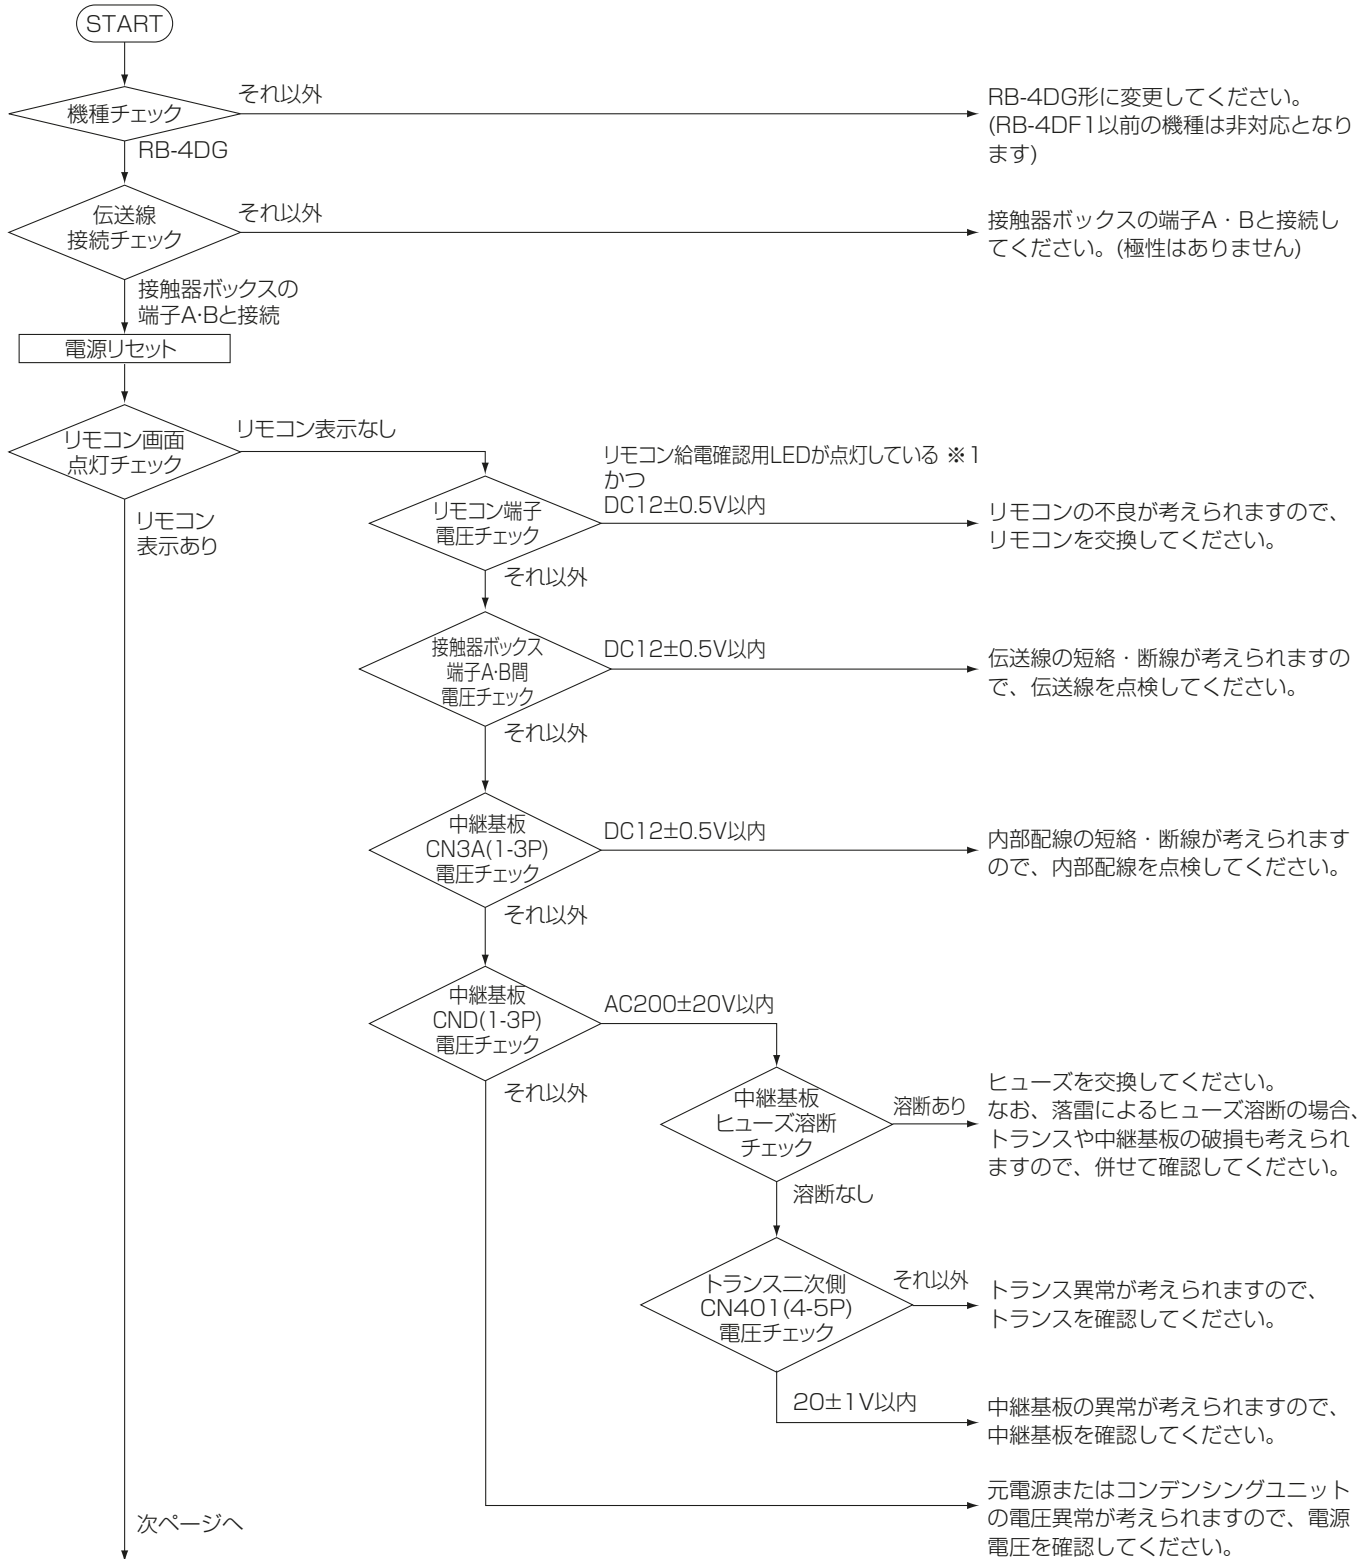 START
機種チェック
それ以外
RB-4DG形に変更してください。
(RB-4DF1以前の機種は非対応となり
ます)
RB-4DG
伝送線
接続チェック
それ以外
接触器ボックスの端子A・Bと接続し
てください。(極性はありません)
接触器ボックスの
端子A·Bと接続
電源リセット
リモコン画面
点灯チェック
リモコン表示なし
リモコン
表示あり
リモコン給電確認用LEDが点灯している ※1
かつ
DC12±0.5V以内
リモコン端子
電圧チェック
リモコンの不良が考えられますので、
リモコンを交換してください。
それ以外
接触器ボックス
端子A·B間
電圧チェック
DC12±0.5V以内
伝送線の短絡・断線が考えられますの
で、伝送線を点検してください。
それ以外
中継基板
CN3A(1-3P)
電圧チェック
DC12±0.5V以内
内部配線の短絡・断線が考えられます
ので、内部配線を点検してください。
それ以外
中継基板
CND(1-3P)
電圧チェック
AC200±20V以内
それ以外
中継基板
ヒューズ溶断
チェック
溶断あり
ヒューズを交換してください。
なお、落雷によるヒューズ溶断の場合、
トランスや中継基板の破損も考えられ
ますので、併せて確認してください。
溶断なし
トランス二次側
CN401(4-5P)
電圧チェック
それ以外
トランス異常が考えられますので、
トランスを確認してください。
20±1V以内
中継基板の異常が考えられますので、
中継基板を確認してください。
元電源またはコンデンシングユニット
の電圧異常が考えられますので、電源
電圧を確認してください。
次ページへ